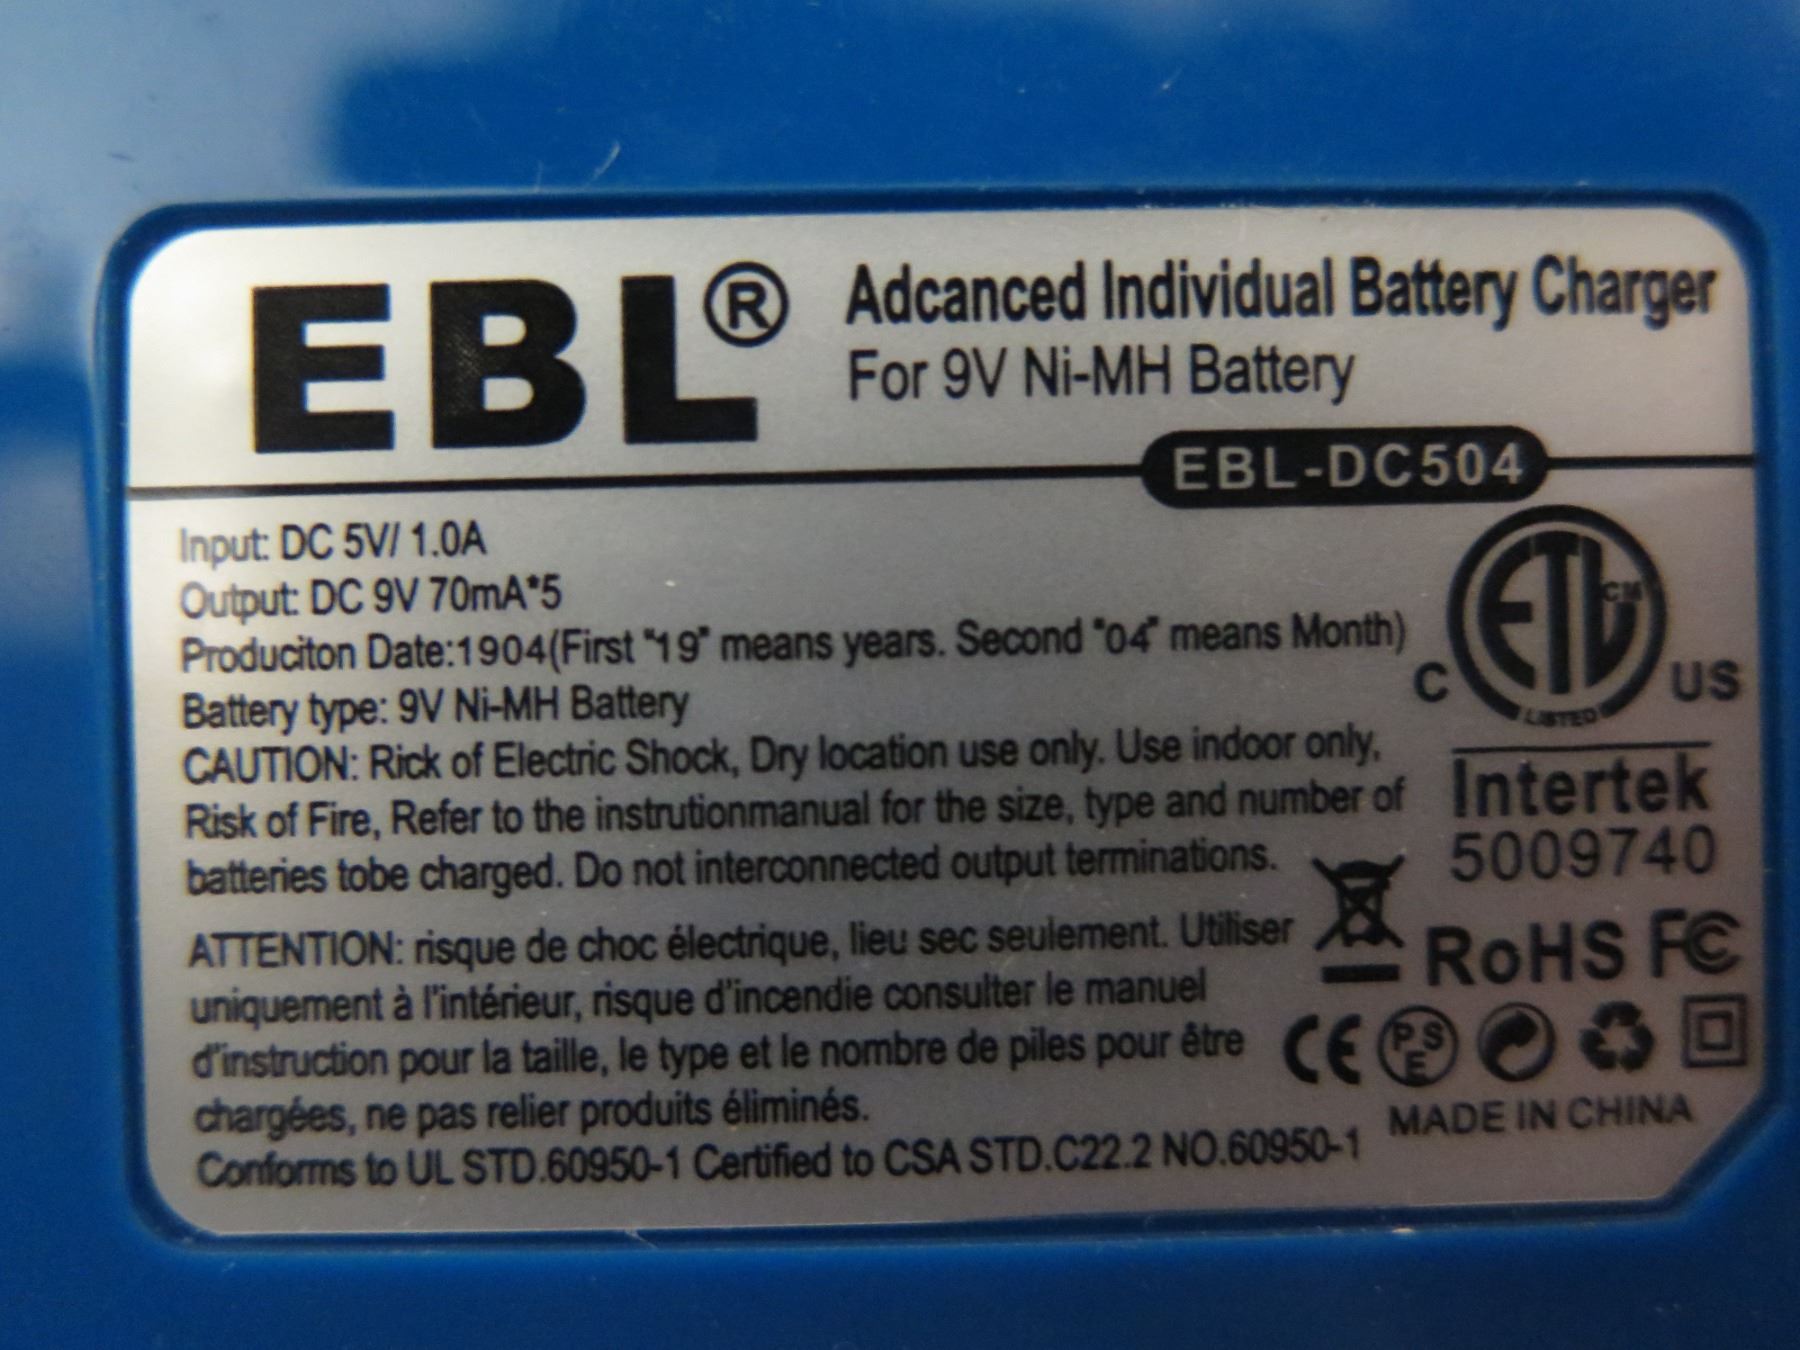 EBL®
Adcanced Individual Battery Charger
For 9V Ni-MH Battery
EBL-DC504
Input: DC 5V/ 1.0A
Output: DC 9V 70mA*5
Produciton Date:1904(First "19" means years. Second "04" means Month)
Battery type: 9V Ni-MH Battery
CAUTION: Rick of Electric Shock, Dry location use only. Use indoor only,
Risk of Fire, Refer to the instrutionmanual for the size, type and number of
batteries tobe charged. Do not interconnected output terminations.
ATTENTION: risque de choc électrique, lieu sec seulement. Utiliser
uniquement à l'intérieur, risque d'incendie consulter le manuel
d'instruction pour la taille, le type et le nombre de piles pour être
chargées, ne pas relier produits éliminés.
Conforms to UL STD.60950-1 Certified to CSA STD.C22.2 NO.60950-1
ETL CM
C US
LISTED
Intertek
5009740
RoHS FC
CE PSE
MADE IN CHINA